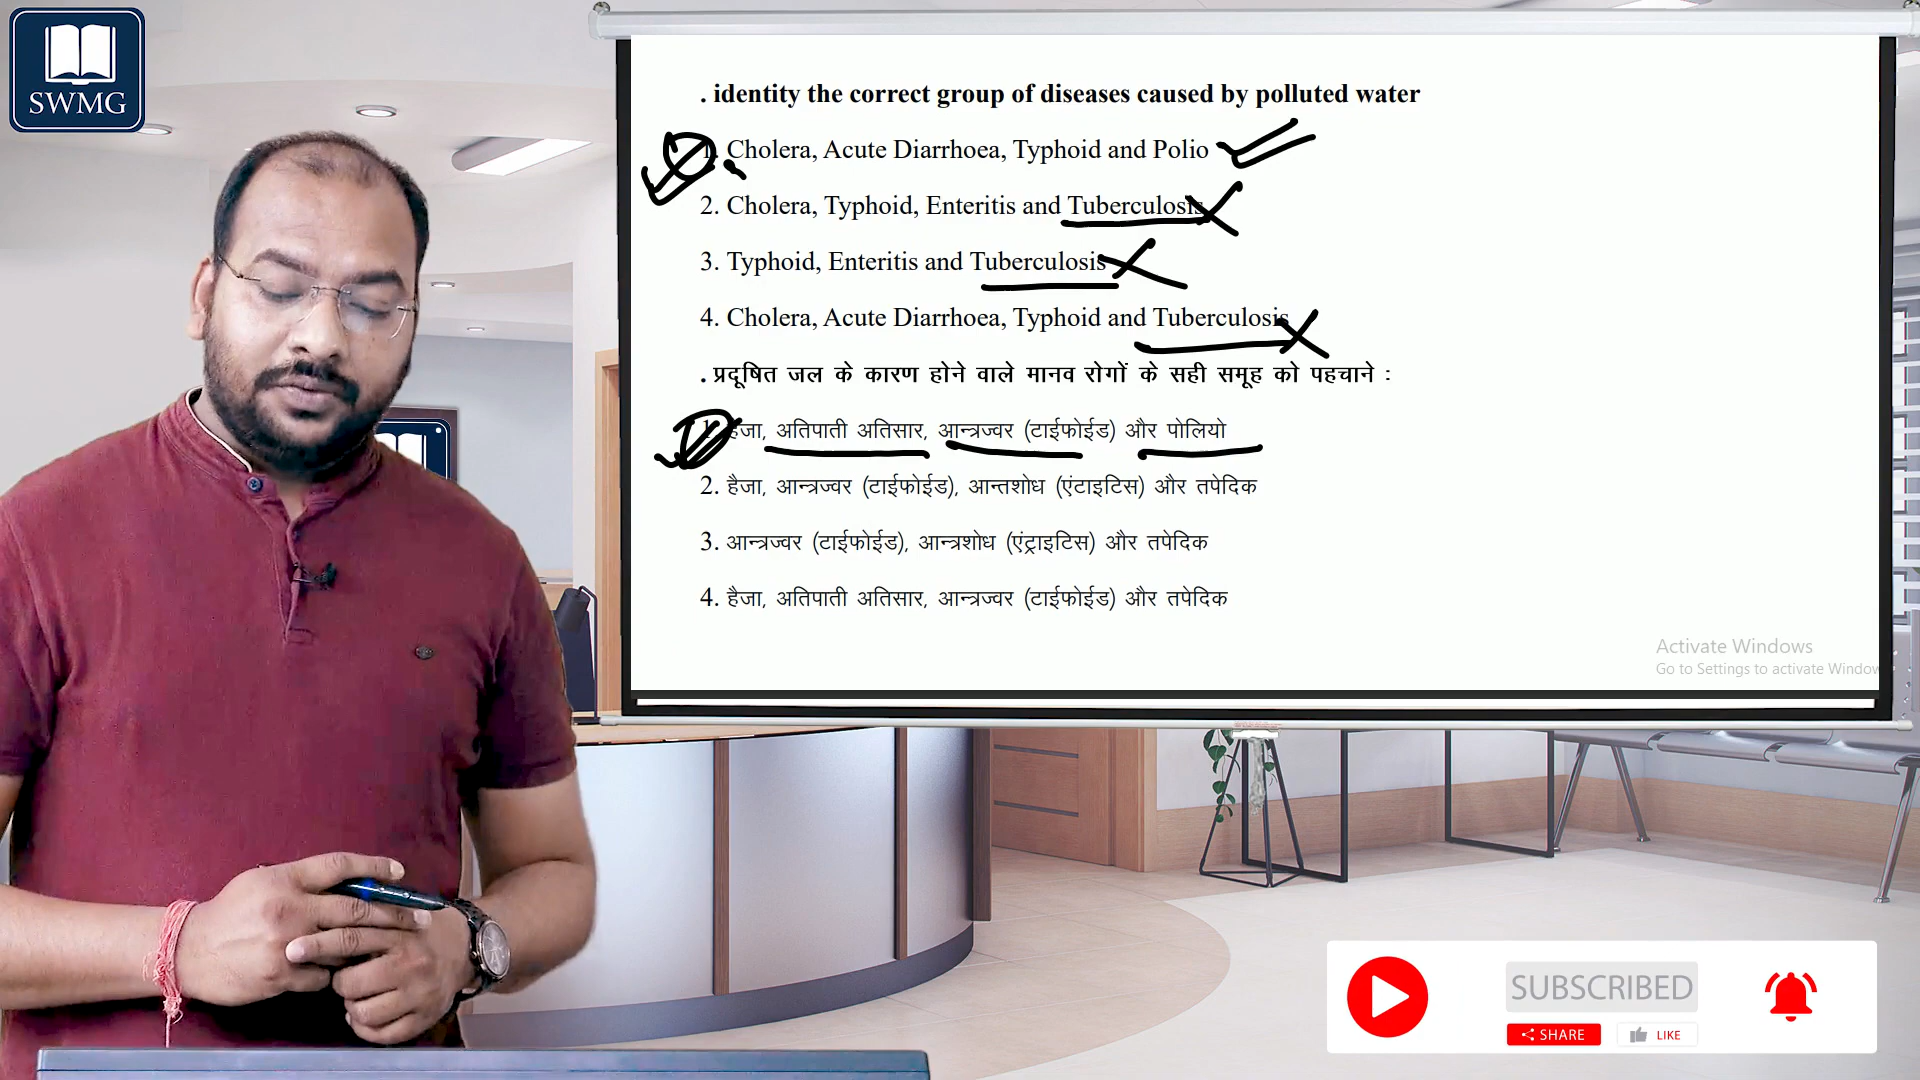 SWMG
. identity the correct group of diseases caused by polluted water
1. Cholera, Acute Diarrhoea, Typhoid and Polio
2. Cholera, Typhoid, Enteritis and Tuberculosis
3. Typhoid, Enteritis and Tuberculosis
4. Cholera, Acute Diarrhoea, Typhoid and Tuberculosis
. प्रदूषित जल के कारण होने वाले मानव रोगों के सही समूह को पहचाने :
1. हैजा, अतिपाती अतिसार, आन्त्रज्वर (टाईफोईड) और पोलियो
2. हैजा, आन्त्रज्वर (टाईफोईड), आन्तशोध (एंटाइटिस) और तपेदिक
3. आन्त्रज्वर (टाईफोईड), आन्त्रशोध (एंट्राइटिस) और तपेदिक
4. हैजा, अतिपाती अतिसार, आन्त्रज्वर (टाईफोईड) और तपेदिक
Activate Windows
Go to Settings to activate Window
SUBSCRIBED
SHARE
LIKE